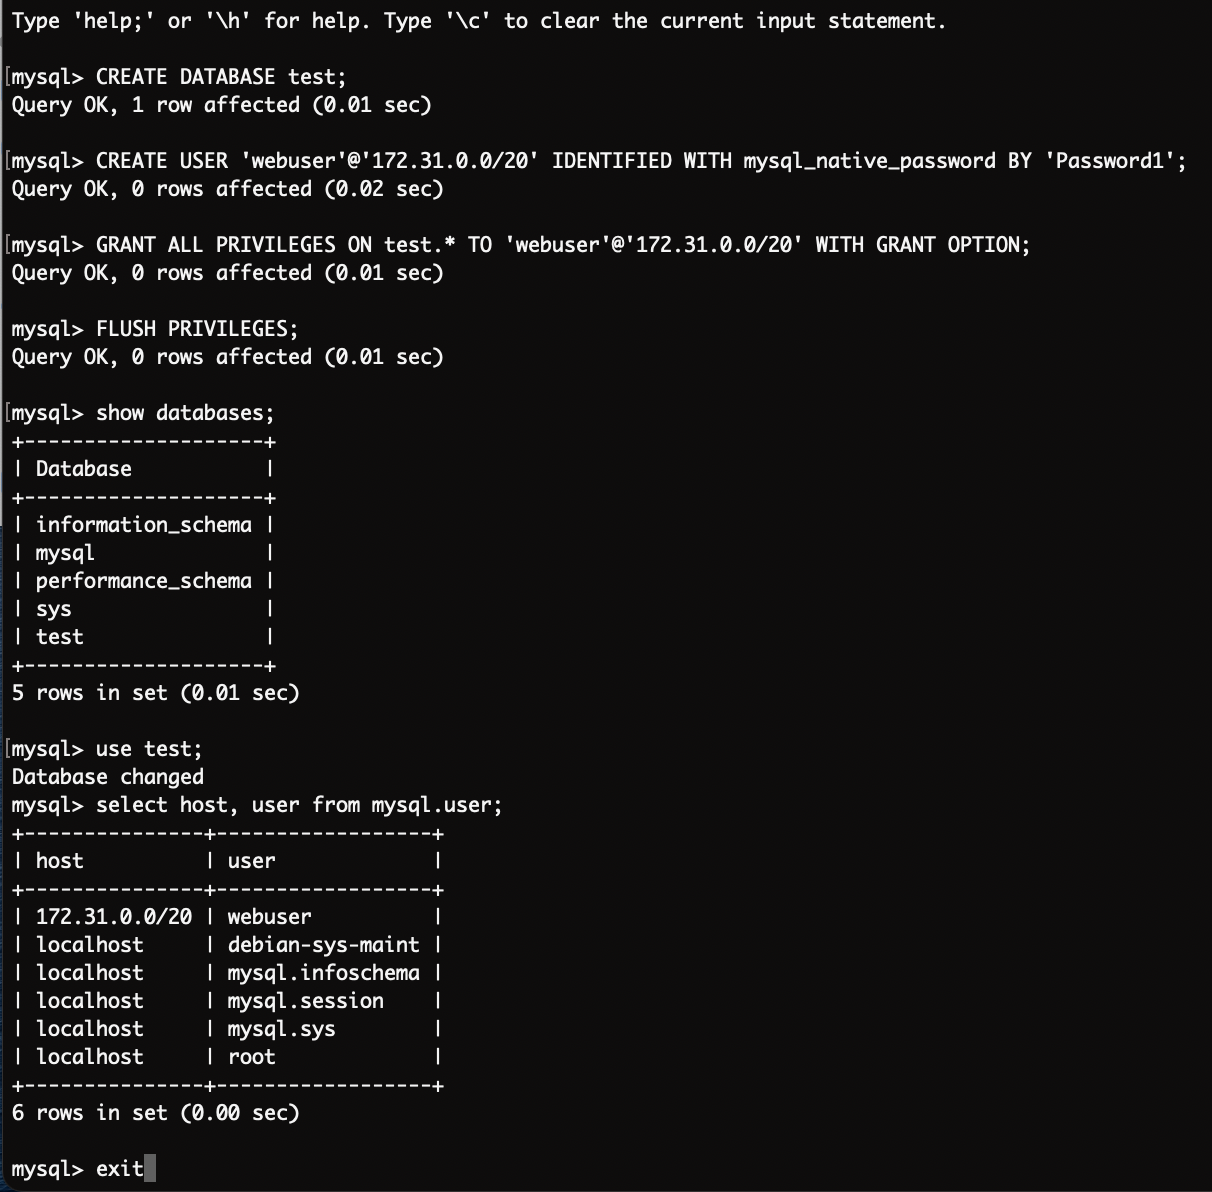 Type 'help;' or '\h' for help. Type '\c' to clear the current input statement.
[mysql> CREATE DATABASE test;
Query OK, 1 row affected (0.01 sec)
[mysql> CREATE USER 'webuser'@'172.31.0.0/20' IDENTIFIED WITH mysql_native_password BY 'Password1';
Query OK, 0 rows affected (0.02 sec)
[mysql> GRANT ALL PRIVILEGES ON test.* TO 'webuser'@'172.31.0.0/20' WITH GRANT OPTION;
Query OK, 0 rows affected (0.01 sec)
mysql> FLUSH PRIVILEGES;
Query OK, 0 rows affected (0.01 sec)
[mysql> show databases;
+--------------------+
| Database           |
+--------------------+
| information_schema |
| mysql              |
| performance_schema |
| sys                |
| test               |
+--------------------+
5 rows in set (0.01 sec)
[mysql> use test;
Database changed
mysql> select host, user from mysql.user;
+---------------+------------------+
| host          | user             |
+---------------+------------------+
| 172.31.0.0/20 | webuser          |
| localhost     | debian-sys-maint |
| localhost     | mysql.infoschema |
| localhost     | mysql.session    |
| localhost     | mysql.sys        |
| localhost     | root             |
+---------------+------------------+
6 rows in set (0.00 sec)
mysql> exit